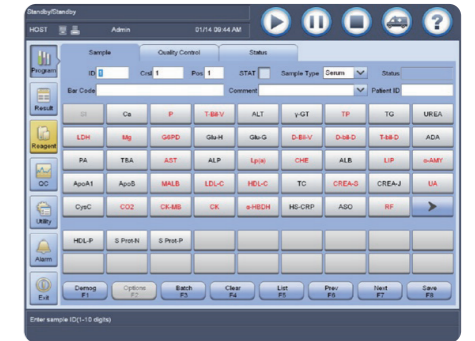 Standby/Standby
HOST Admin 01/14 09:44 AM
Sample Quality Control Status
Program
ID 1 Crsl 1 Pos 1 STAT Sample Type Serum Status
Bar Code Comment Patient ID
Result
Ca P T-Bil-V ALT γ-GT TP TG UREA
Reagent
LDH Mg G6PD Glu-H Glu-G D-Bil-V D-bil-D T-bil-D ADA
PA TBA AST ALP Lp(a) CHE ALB LIP α-AMY
QC
ApoA1 ApoB MALB LDL-C HDL-C TC CREA-S CREA-J UA
CysC CO2 CK-MB CK α-HBDH HS-CRP ASO RF >
Utility
HDL-P S Prot-N S Prot-P
Alarm
Exit
Demog F1 Options F2 Batch F3 Clear F4 List F5 Prev F6 Next F7 Save F8
Enter sample ID(1-10 digits)